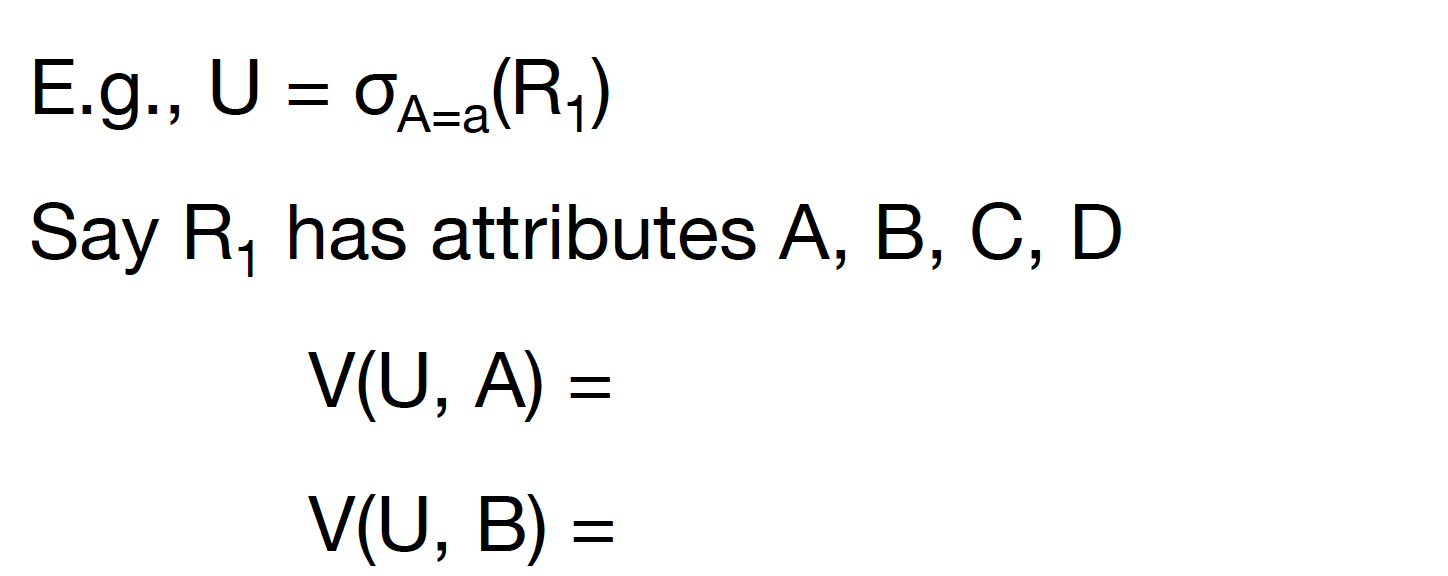 E.g., U = σA=a(R1)
Say R1 has attributes A, B, C, D
V(U, A) =
V(U, B) =